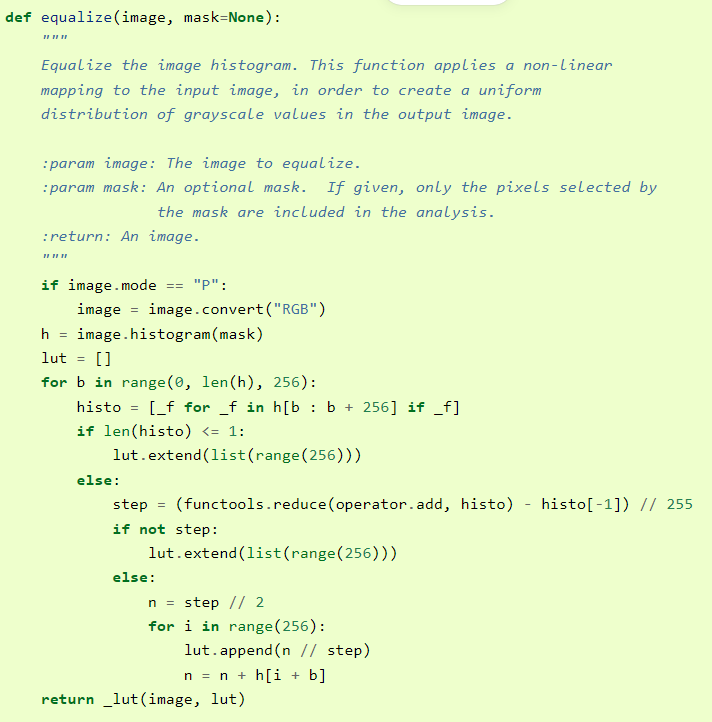 def equalize(image, mask=None):
    """
    Equalize the image histogram. This function applies a non-linear
    mapping to the input image, in order to create a uniform
    distribution of grayscale values in the output image.

    :param image: The image to equalize.
    :param mask: An optional mask.  If given, only the pixels selected by
                 the mask are included in the analysis.
    :return: An image.
    """
    if image.mode == "P":
        image = image.convert("RGB")
    h = image.histogram(mask)
    lut = []
    for b in range(0, len(h), 256):
        histo = [_f for _f in h[b : b + 256] if _f]
        if len(histo) <= 1:
            lut.extend(list(range(256)))
        else:
            step = (functools.reduce(operator.add, histo) - histo[-1]) // 255
            if not step:
                lut.extend(list(range(256)))
            else:
                n = step // 2
                for i in range(256):
                    lut.append(n // step)
                    n = n + h[i + b]
    return _lut(image, lut)